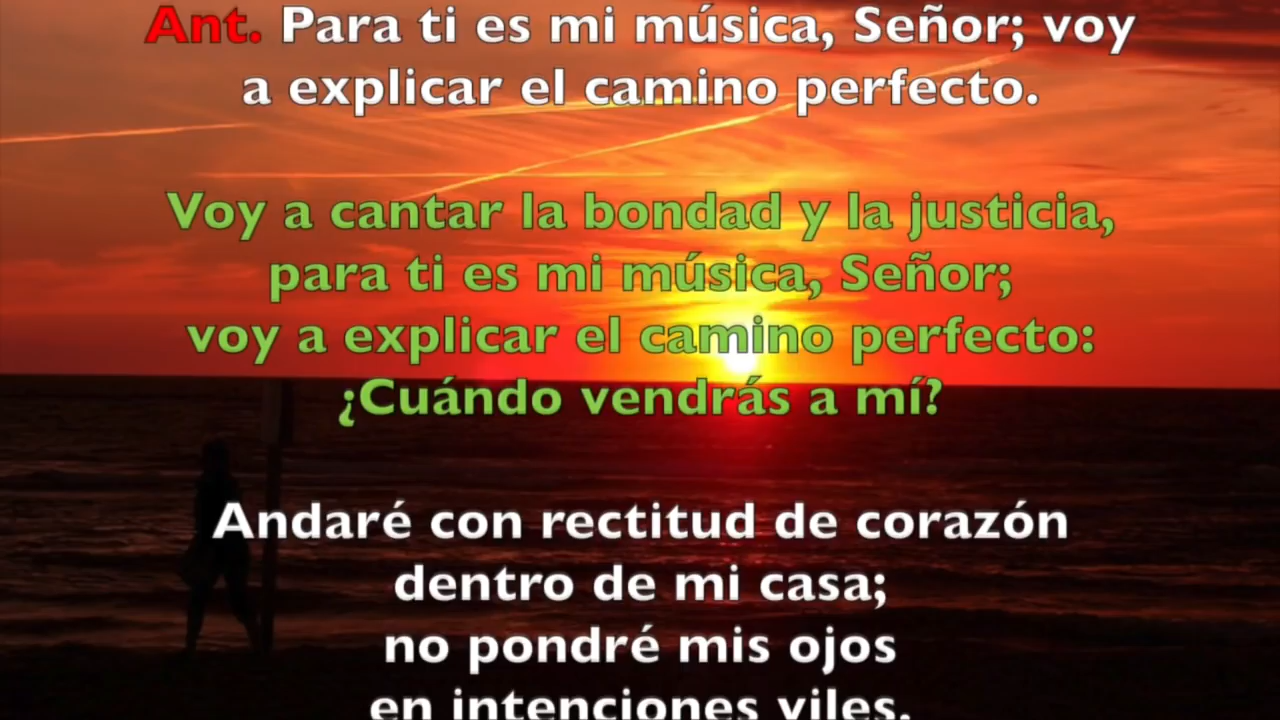 Ant. Para ti es mi música, Señor; voy
a explicar el camino perfecto.
Voy a cantar la bondad y la justicia,
para ti es mi música, Señor;
voy a explicar el camino perfecto:
¿Cuándo vendrás a mí?
Andaré con rectitud de corazón
dentro de mi casa;
no pondré mis ojos
en intenciones viles.